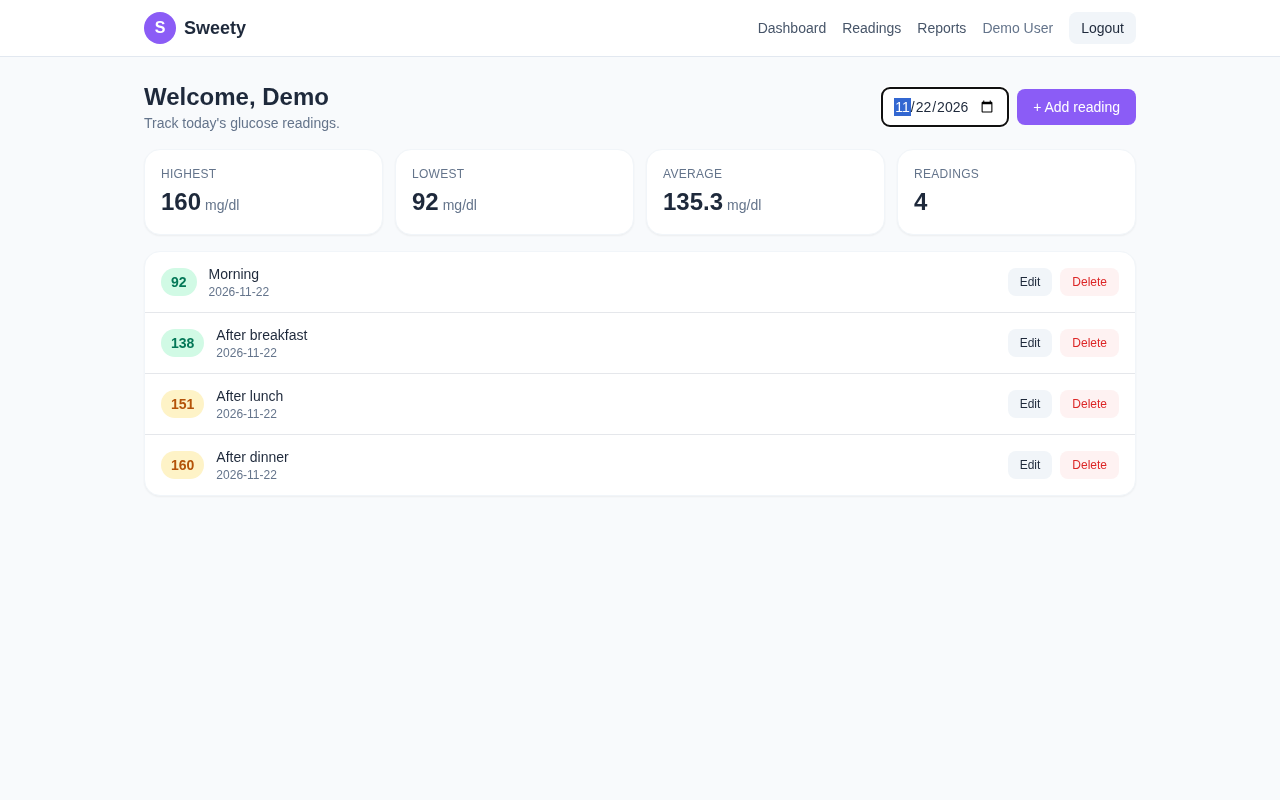 S Sweety Dashboard Readings Reports Demo User Logout
Welcome, Demo
Track today's glucose readings.
11/22/2026 + Add reading
HIGHEST
160 mg/dl
LOWEST
92 mg/dl
AVERAGE
135.3 mg/dl
READINGS
4
92 Morning
2026-11-22
Edit Delete
138 After breakfast
2026-11-22
Edit Delete
151 After lunch
2026-11-22
Edit Delete
160 After dinner
2026-11-22
Edit Delete